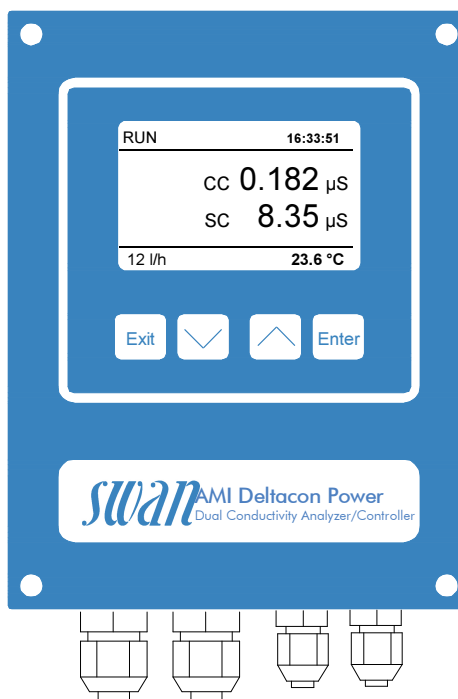 RUN 16:33:51
CC 0.182 µS
SC 8.35 µS
12 l/h 23.6 °C
Exit Enter
swan AMI Deltacon Power
Dual Conductivity Analyzer/Controller